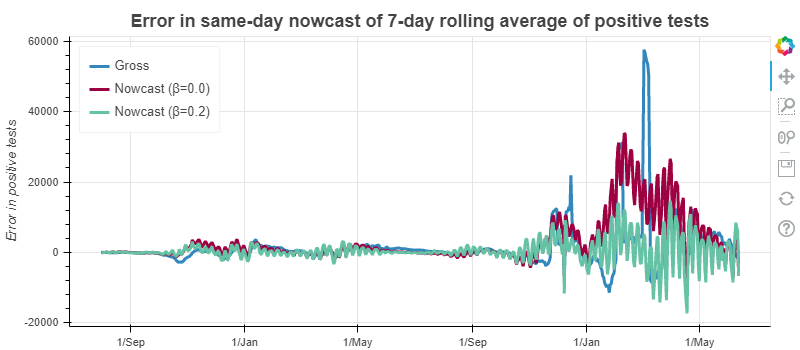 Error in same-day nowcast of 7-day rolling average of positive tests
Error in positive tests
60000
40000
20000
0
-20000
Gross
Nowcast (β=0.0)
Nowcast (β=0.2)
1/Sep
1/Jan
1/May
1/Sep
1/Jan
1/May